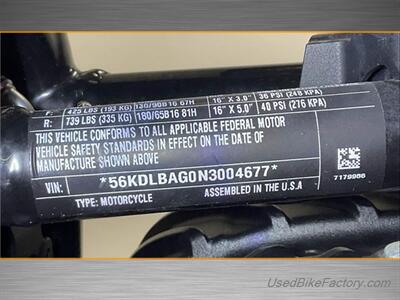 F: 425 LBS (193 KG) 130/90B16 67H 16" X 3.0" 36 PSI (248 KPA)
R: 739 LBS (335 KG) 180/65B16 81H 16" X 5.0" 40 PSI (276 KPA)
THIS VEHICLE CONFORMS TO ALL APPLICABLE FEDERAL MOTOR
VEHICLE SAFETY STANDARDS IN EFFECT ON THE DATE OF
MANUFACTURE SHOWN ABOVE.
VIN: *56KDLBAG0N3004677*
TYPE: MOTORCYCLE ASSEMBLED IN THE U.S.A
7179986
UsedBikeFactory.com